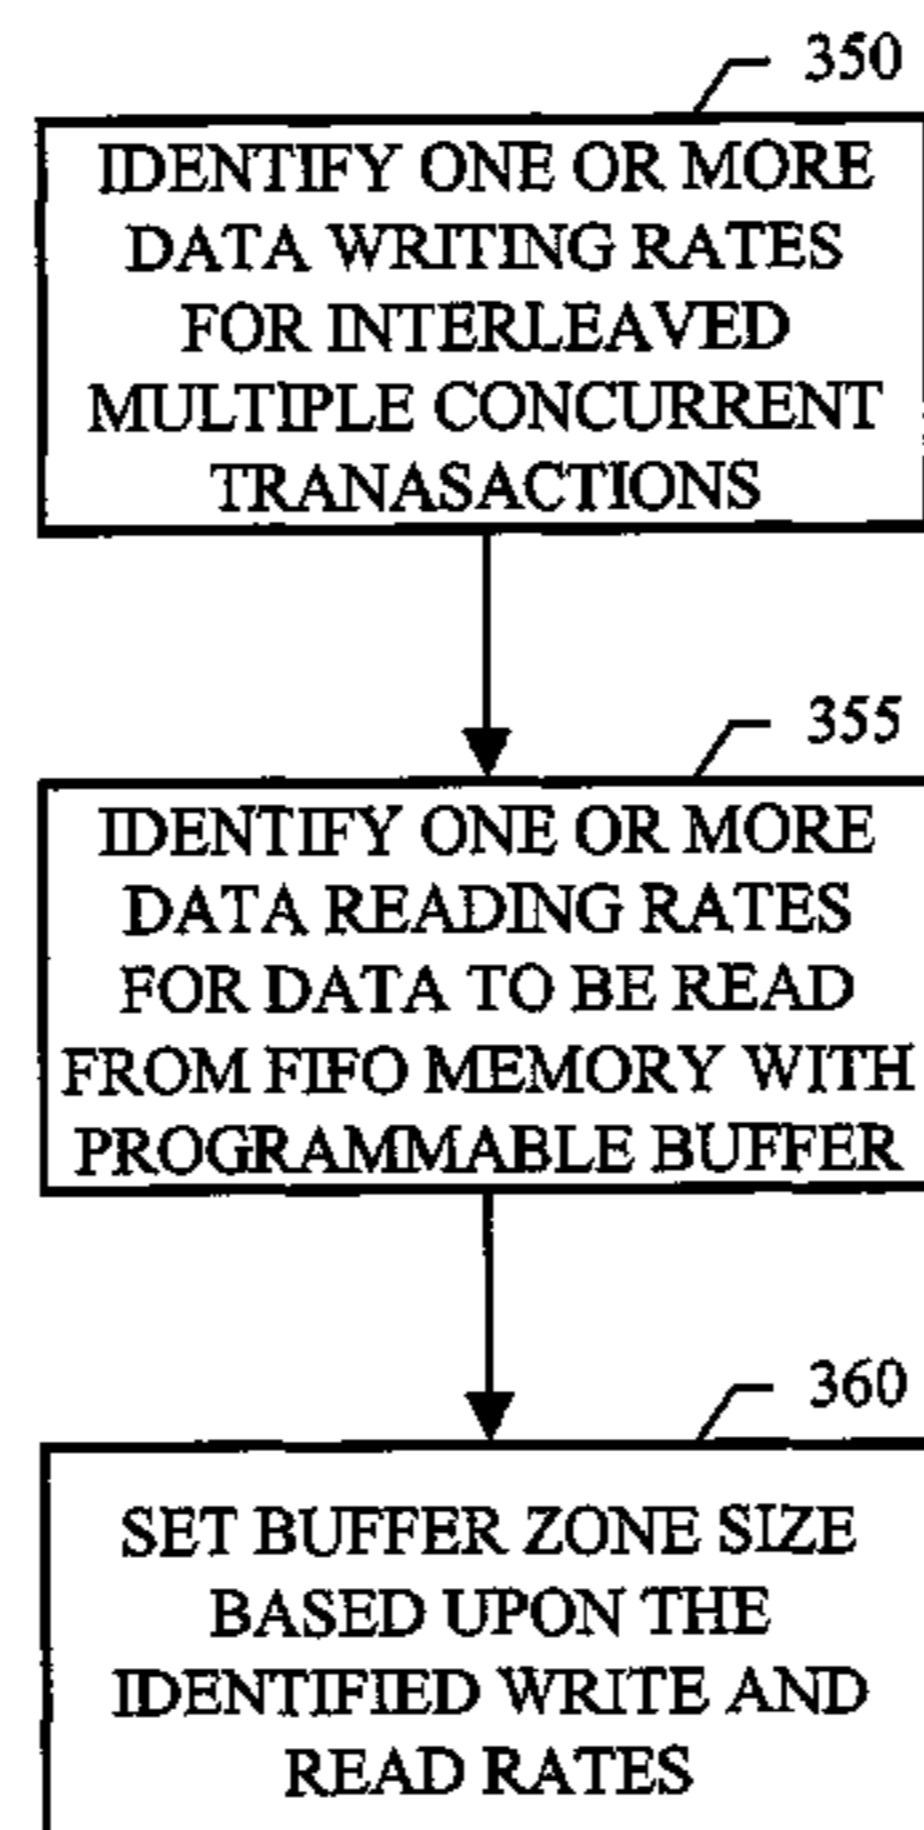 350
IDENTIFY ONE OR MORE
DATA WRITING RATES
FOR INTERLEAVED
MULTIPLE CONCURRENT
TRANASACTIONS
355
IDENTIFY ONE OR MORE
DATA READING RATES
FOR DATA TO BE READ
FROM FIFO MEMORY WITH
PROGRAMMABLE BUFFER
360
SET BUFFER ZONE SIZE
BASED UPON THE
IDENTIFIED WRITE AND
READ RATES